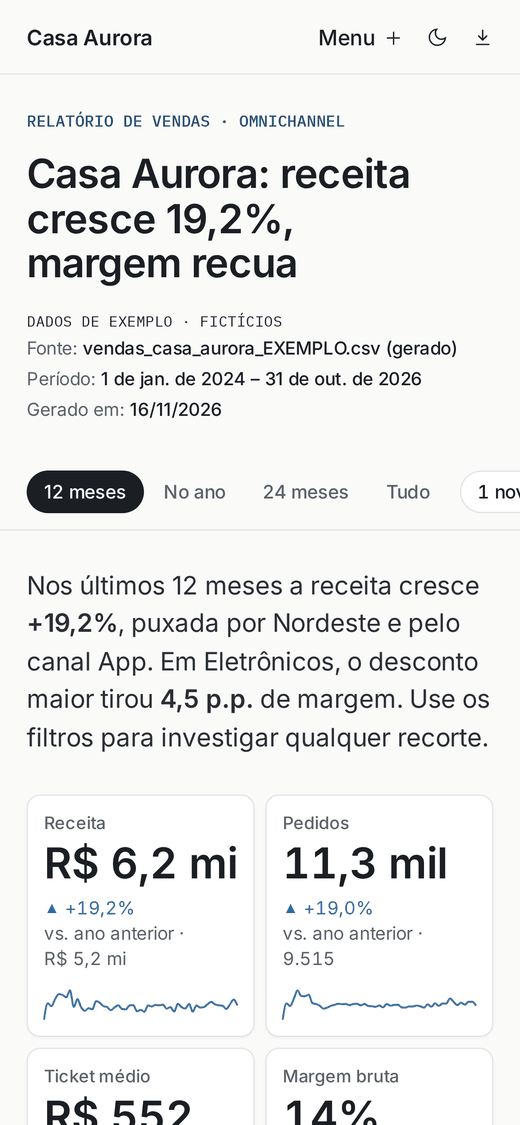 Casa Aurora
Menu +
RELATÓRIO DE VENDAS · OMNICHANNEL
Casa Aurora: receita
cresce 19,2%,
margem recua
DADOS DE EXEMPLO · FICTÍCIOS
Fonte: vendas_casa_aurora_EXEMPLO.csv (gerado)
Período: 1 de jan. de 2024 – 31 de out. de 2026
Gerado em: 16/11/2026
12 meses No ano 24 meses Tudo 1 nov
Nos últimos 12 meses a receita cresce
+19,2%, puxada por Nordeste e pelo
canal App. Em Eletrônicos, o desconto
maior tirou 4,5 p.p. de margem. Use os
filtros para investigar qualquer recorte.
Receita
R$ 6,2 mi
▲ +19,2%
vs. ano anterior ·
R$ 5,2 mi
Pedidos
11,3 mil
▲ +19,0%
vs. ano anterior ·
9.515
Ticket médio
R$ 552
Margem bruta
14%